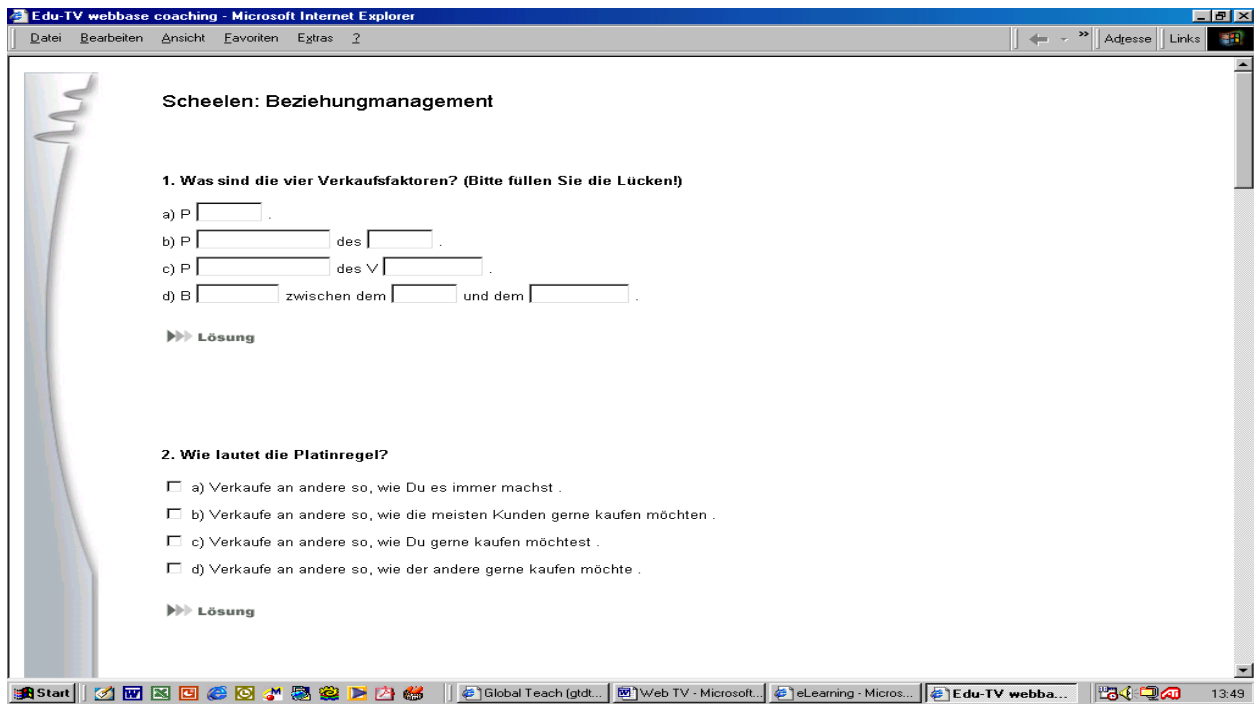 Edu-TV webbase coaching - Microsoft Internet Explorer
Datei Bearbeiten Ansicht Favoriten Extras ? » Adresse Links
Scheelen: Beziehungmanagement
1. Was sind die vier Verkaufsfaktoren? (Bitte füllen Sie die Lücken!)
a) P .
b) P des .
c) P des V .
d) B zwischen dem und dem .
Lösung
2. Wie lautet die Platinregel?
a) Verkaufe an andere so, wie Du es immer machst .
b) Verkaufe an andere so, wie die meisten Kunden gerne kaufen möchten .
c) Verkaufe an andere so, wie Du gerne kaufen möchtest .
d) Verkaufe an andere so, wie der andere gerne kaufen möchte .
Lösung
Start Global Teach (gtdt... Web TV - Microsoft... eLearning - Micros... Edu-TV webba... 13:49